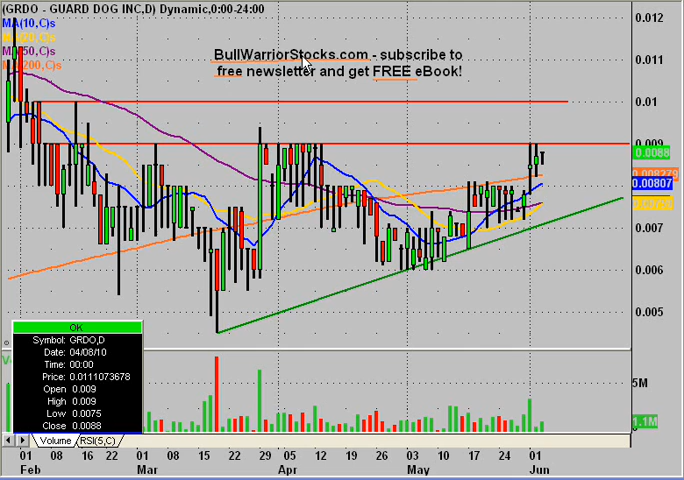 (GRDO - GUARD DOG INC,D) Dynamic,0:00-24:00
MA(10,C)s
MA(20,C)s
MA(50,C)s
MA(200,C)s
BullWarriorStocks.com - subscribe to
free newsletter and get FREE eBook!
0.012
0.011
0.01
0.009
0.0088
0.008279
0.00807
0.007
0.006
0.005
OK
Symbol: GRDO,D
Date: 04/08/10
Time: 00:00
Price: 0.0111073678
Open 0.009
High 0.009
Low 0.0075
Close 0.0088
5M
1.1M
Volume RSI(5,C)
01 08 16 22 01 08 15 22 29 05 12 19 26 03 10 17 24 01
Feb Mar Apr May Jun